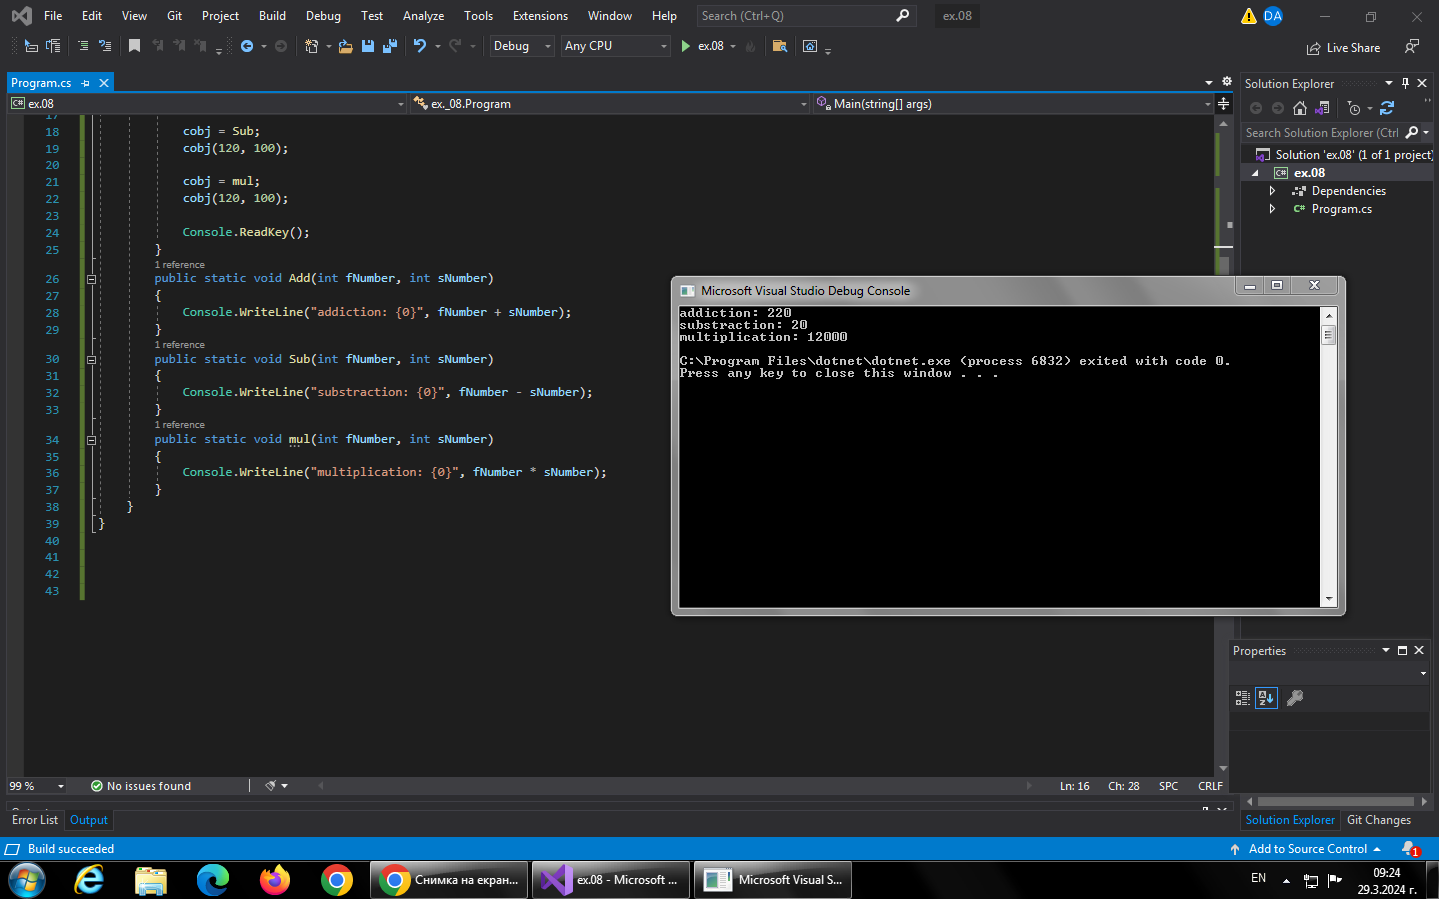 File Edit View Git Project Build Debug Test Analyze Tools Extensions Window Help Search (Ctrl+Q) ex.08 DA
Debug Any CPU ex.08 Live Share
Program.cs
ex.08 ex._08.Program Main(string[] args)
17
18 cobj = Sub;
19 cobj(120, 100);
20
21 cobj = mul;
22 cobj(120, 100);
23
24 Console.ReadKey();
25 }
1 reference
26 public static void Add(int fNumber, int sNumber)
27 {
28 Console.WriteLine("addiction: {0}", fNumber + sNumber);
29 }
1 reference
30 public static void Sub(int fNumber, int sNumber)
31 {
32 Console.WriteLine("substraction: {0}", fNumber - sNumber);
33 }
1 reference
34 public static void mul(int fNumber, int sNumber)
35 {
36 Console.WriteLine("multiplication: {0}", fNumber * sNumber);
37 }
38 }
39 }
40
41
42
43
Microsoft Visual Studio Debug Console
addiction: 220
substraction: 20
multiplication: 12000
C:\Program Files\dotnet\dotnet.exe (process 6832) exited with code 0.
Press any key to close this window . . .
Solution Explorer
Search Solution Explorer (Ctrl
Solution 'ex.08' (1 of 1 project)
C# ex.08
Dependencies
C# Program.cs
Properties
99 % No issues found Ln: 16 Ch: 28 SPC CRLF
Error List Output Solution Explorer Git Changes
Build succeeded Add to Source Control 1
Снимка на екран... ex.08 - Microsoft ... Microsoft Visual S... EN 09:24
29.3.2024 г.